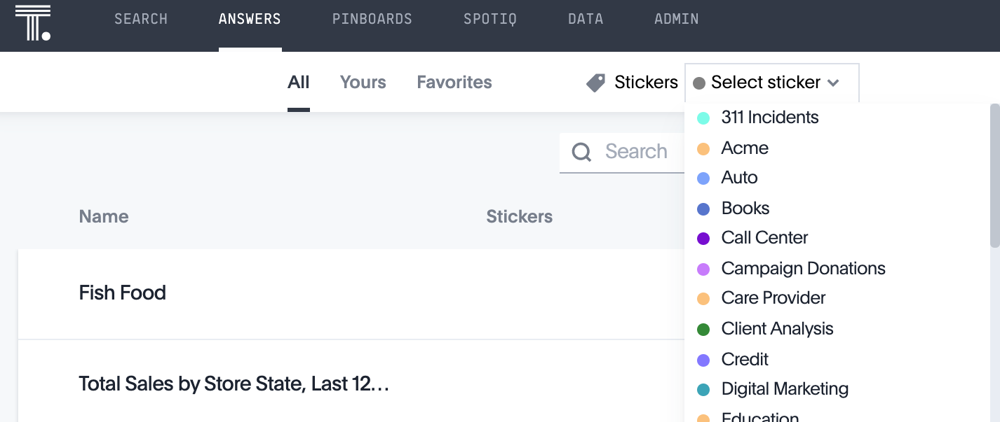 SEARCH ANSWERS PINBOARDS SPOTIQ DATA ADMIN
All Yours Favorites Stickers Select sticker
311 Incidents
Acme
Search
Auto
Books
Name Stickers
Call Center
Campaign Donations
Fish Food
Care Provider
Client Analysis
Credit
Total Sales by Store State, Last 12...
Digital Marketing
Education